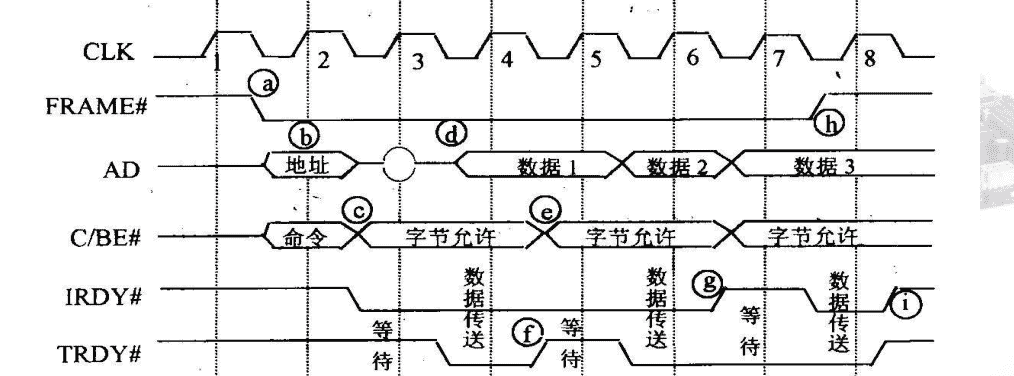 CLK 1 2 3 4 5 6 7 8
FRAME# a h
b d
AD 地址 数据 1 数据 2 数据 3
c e
C/BE# 命令 字节允许 字节允许 字节允许
IRDY# 数据传送 数据传送 g 数据传送 i
TRDY# 等待 f 等待 等待